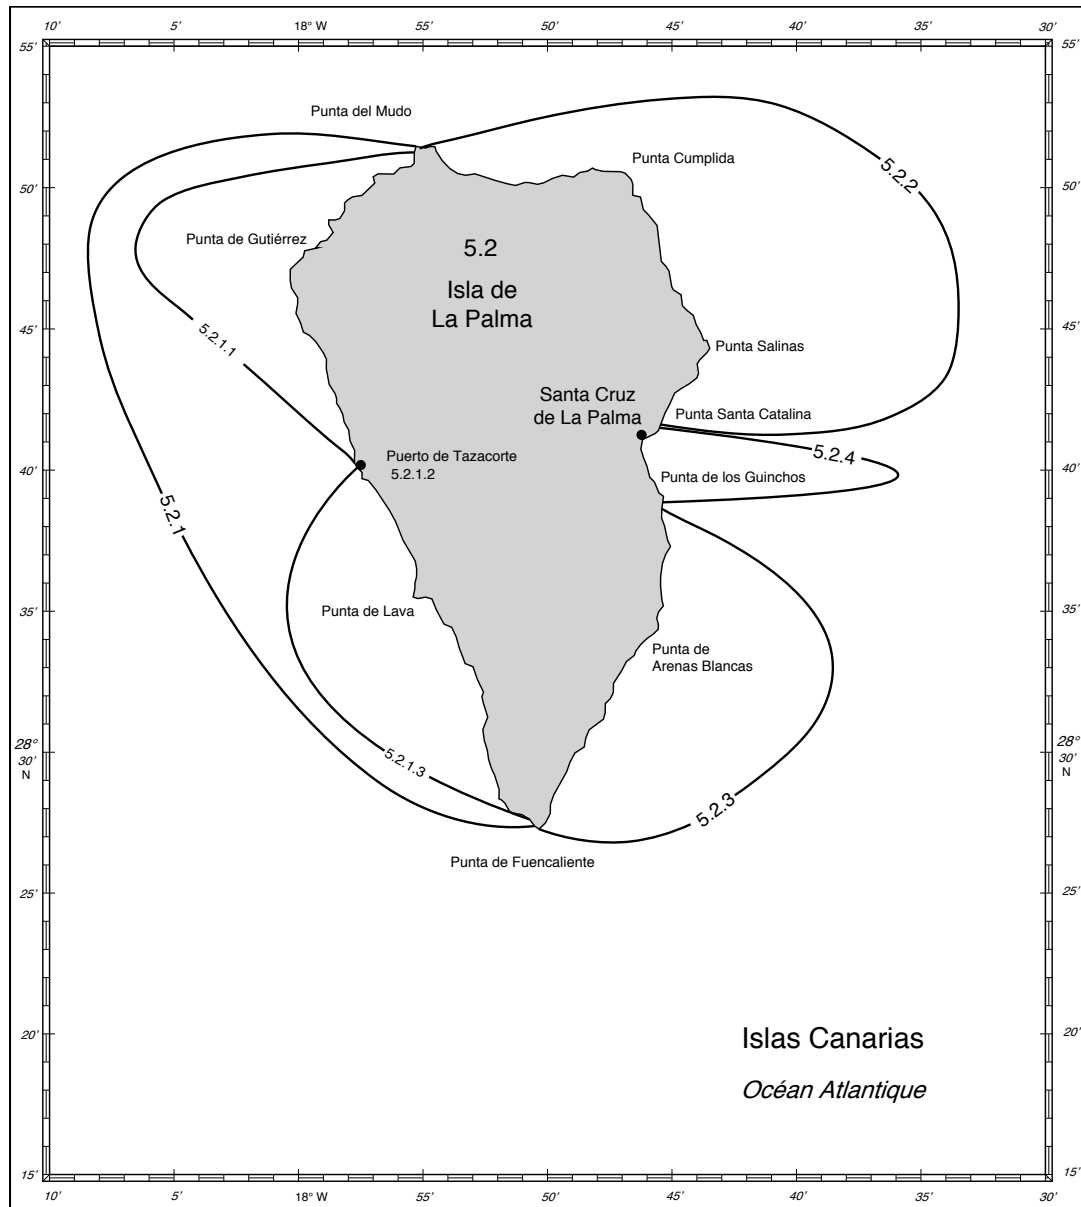 10′ 5′ 18° W 55′ 50′ 45′ 40′ 35′ 30′
55′ 55′
Punta del Mudo
Punta Cumplida
5.2.2
50′ 50′
Punta de Gutiérrez
5.2
Isla de
La Palma
45′ 45′
5.2.1.1
Punta Salinas
Santa Cruz
de La Palma
Punta Santa Catalina
5.2.4
Puerto de Tazacorte
5.2.1.2
40′ 40′
Punta de los Guinchos
5.2.1
35′ 35′
Punta de Lava
Punta de
Arenas Blancas
28° 28°
30′ 30′
N N
5.2.1.3
5.2.3
Punta de Fuencaliente
25′ 25′
20′ 20′
Islas Canarias
Océan Atlantique
15′ 15′
10′ 5′ 18° W 55′ 50′ 45′ 40′ 35′ 30′